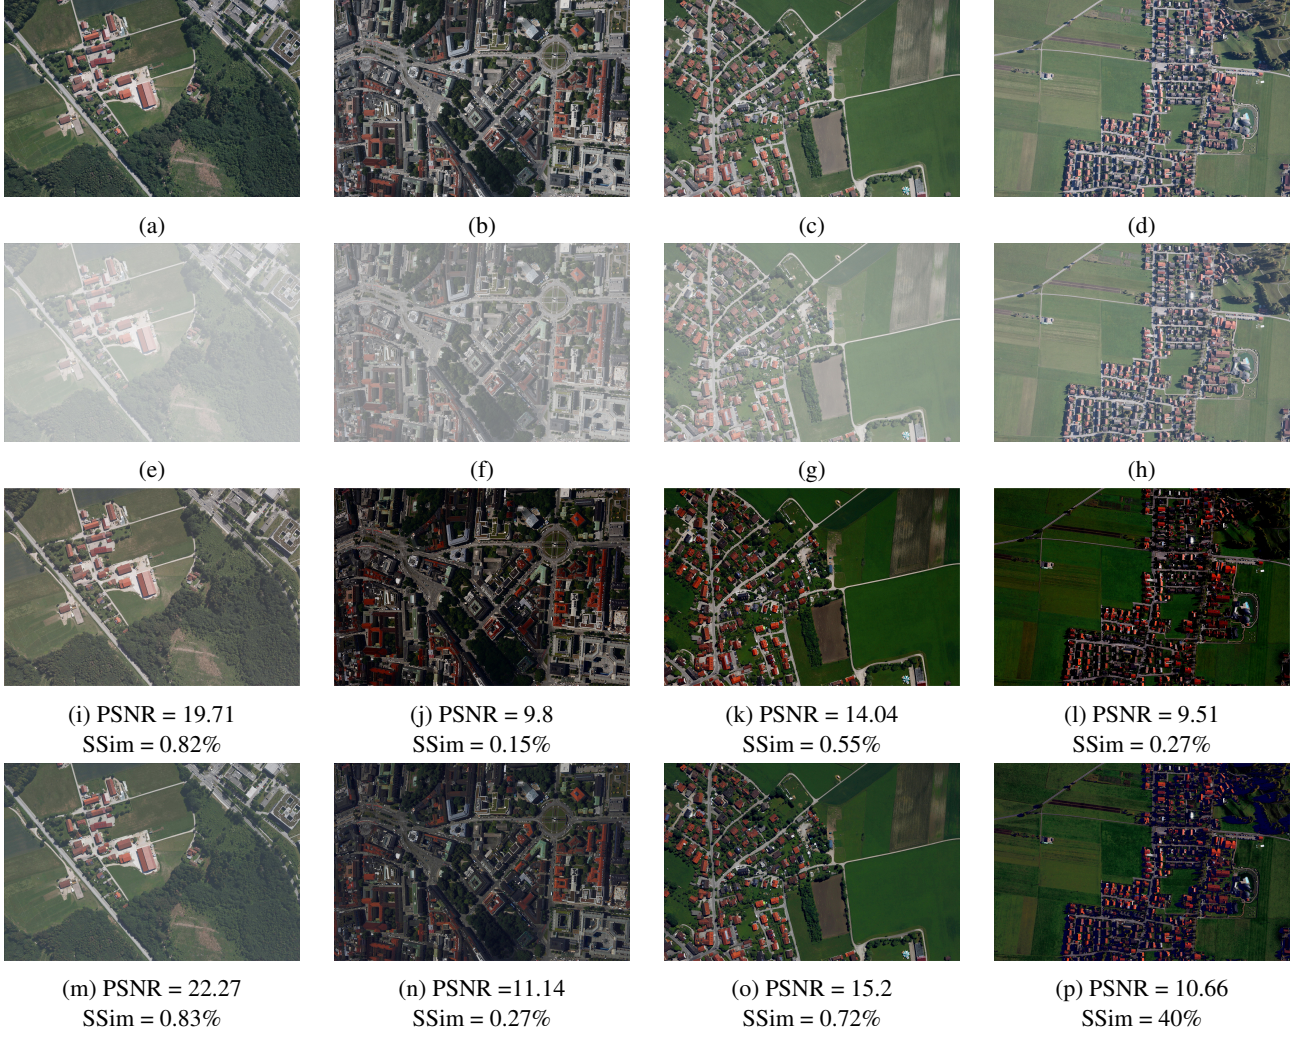 (a)
(b)
(c)
(d)
(e)
(f)
(g)
(h)
(i) PSNR = 19.71
SSim = 0.82%
(j) PSNR = 9.8
SSim = 0.15%
(k) PSNR = 14.04
SSim = 0.55%
(l) PSNR = 9.51
SSim = 0.27%
(m) PSNR = 22.27
SSim = 0.83%
(n) PSNR =11.14
SSim = 0.27%
(o) PSNR = 15.2
SSim = 0.72%
(p) PSNR = 10.66
SSim = 40%